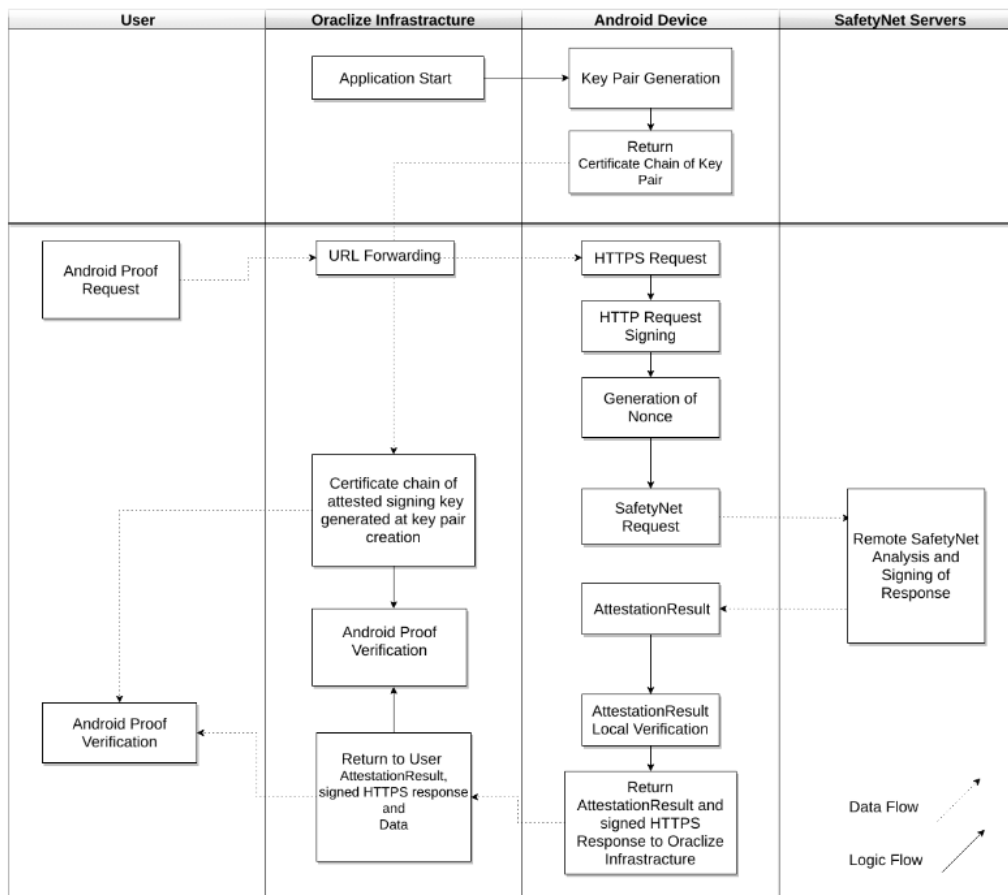 User
Oraclize Infrastracture
Android Device
SafetyNet Servers
Application Start
Key Pair Generation
Return
Certificate Chain of Key
Pair
Android Proof
Request
URL Forwarding
HTTPS Request
HTTP Request
Signing
Generation of
Nonce
Certificate chain of
attested signing key
generated at key pair
creation
SafetyNet
Request
Remote SafetyNet
Analysis and
Signing of
Response
AttestationResult
Android Proof
Verification
Android Proof
Verification
AttestationResult
Local Verification
Return to User
AttestationResult,
signed HTTPS response
and
Data
Return
AttestationResult and
signed HTTPS
Response to Oraclize
Infrastracture
Data Flow
Logic Flow